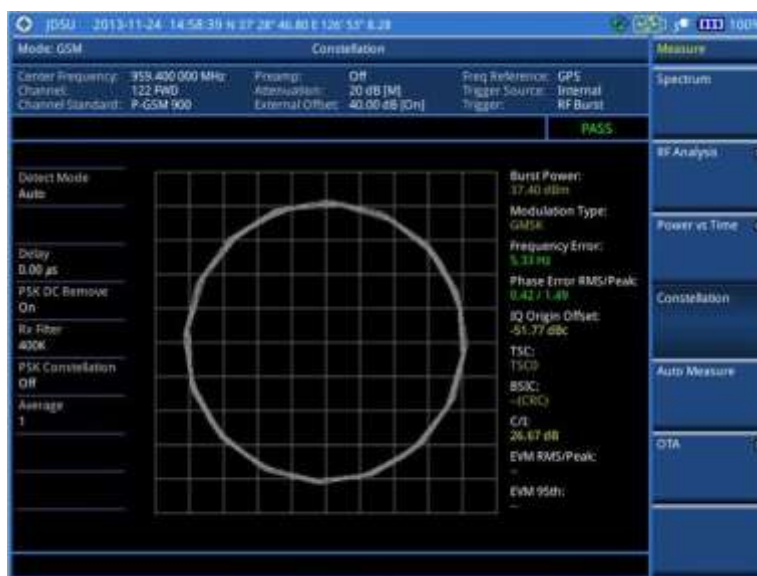 JDSU 2013-11-24 14:58:39 N 37° 28' 46.80 E 126° 53' 8.28 100%
Mode: GSM Constellation Measure
Center Frequency: 959.400 000 MHz Preamp: Off Freq Reference: GPS
Channel: 122 FWD Attenuation: 20 dB [M] Trigger Source: Internal
Channel Standard: P-GSM 900 External Offset: 40.00 dB [On] Trigger: RF Burst
PASS
Detect Mode
Auto
Delay
0.00 µs
PSK DC Remove
On
Rx Filter
400K
PSK Constellation
Off
Average
1
Burst Power:
37.40 dBm
Modulation Type:
GMSK
Frequency Error:
5.33 Hz
Phase Error RMS/Peak:
0.42 / 1.49
IQ Origin Offset:
-51.77 dBc
TSC:
TSC0
BSIC:
--(CRC)
C/I:
26.67 dB
EVM RMS/Peak:
--
EVM 95th:
--
Spectrum
RF Analysis
Power vs Time
Constellation
Auto Measure
OTA